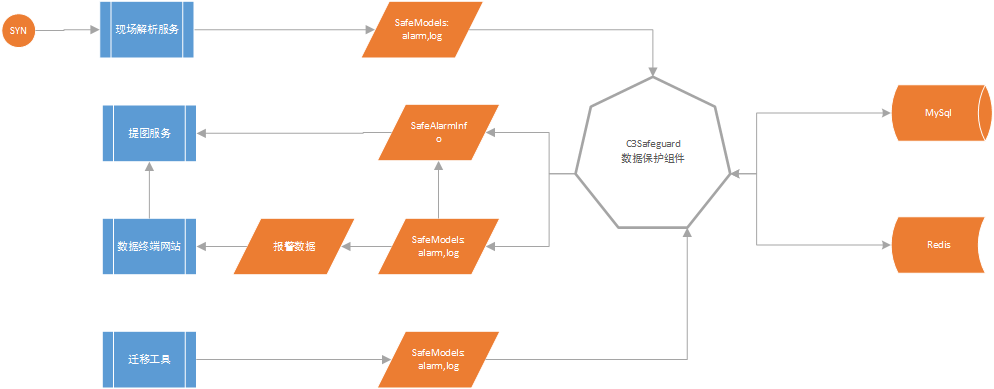 SYN
现场解析服务
SafeModels:
alarm,log
提图服务
SafeAlarmInf
o
C3Safeguard
数据保护组件
MySql
数据终端网站
报警数据
SafeModels:
alarm,log
Redis
迁移工具
SafeModels:
alarm,log